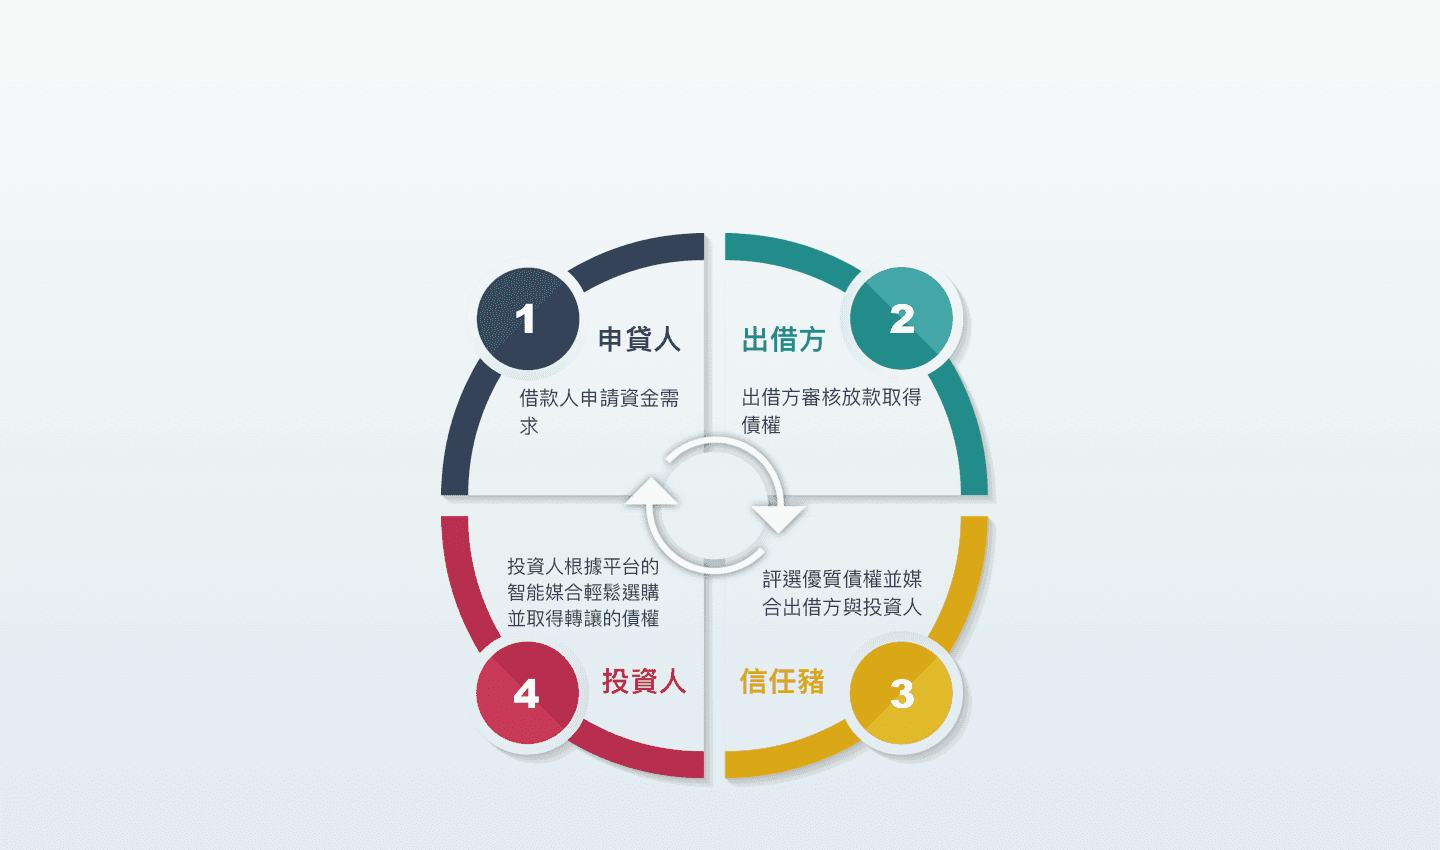 1
申貸人
借款人申請資金需
求
2
出借方
出借方審核放款取得
債權
3
信任豬
評選優質債權並媒
合出借方與投資人
4
投資人
投資人根據平台的
智能媒合輕鬆選購
並取得轉讓的債權